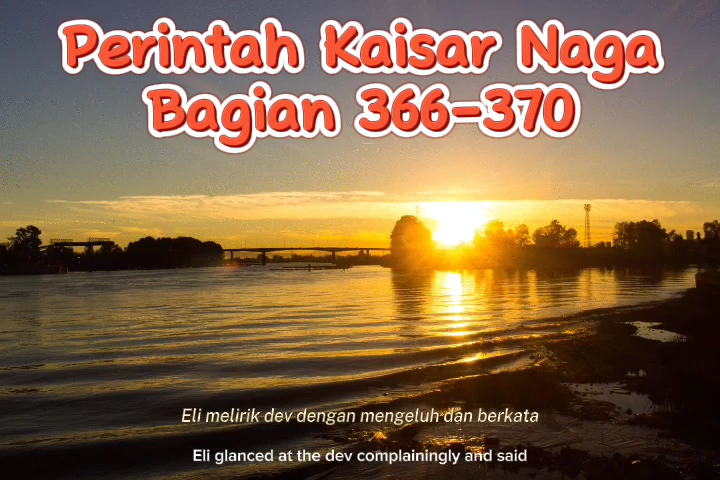 Perintah Kaisar Naga
Bagian 366-370
Eli melirik dev dengan mengeluh dan berkata
Eli glanced at the dev complainingly and said